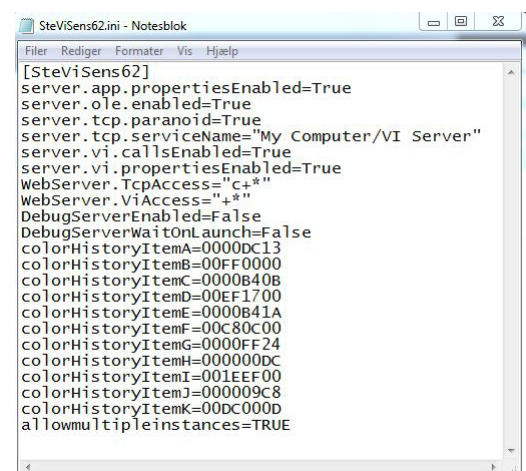 SteViSens62.ini - Notesblok
Filer Rediger Formater Vis Hjælp
[SteViSens62]
server.app.propertiesEnabled=True
server.ole.enabled=True
server.tcp.paranoid=True
server.tcp.serviceName="My Computer/VI Server"
server.vi.callsEnabled=True
server.vi.propertiesEnabled=True
WebServer.TcpAccess="c+*"
WebServer.ViAccess="+*"
DebugServerEnabled=False
DebugServerWaitOnLaunch=False
colorHistoryItemA=0000DC13
colorHistoryItemB=00FF0000
colorHistoryItemC=0000B40B
colorHistoryItemD=00EF1700
colorHistoryItemE=0000B41A
colorHistoryItemF=00C80C00
colorHistoryItemG=0000FF24
colorHistoryItemH=000000DC
colorHistoryItemI=001EEF00
colorHistoryItemJ=000009C8
colorHistoryItemK=00DC000D
allowmultipleinstances=TRUE